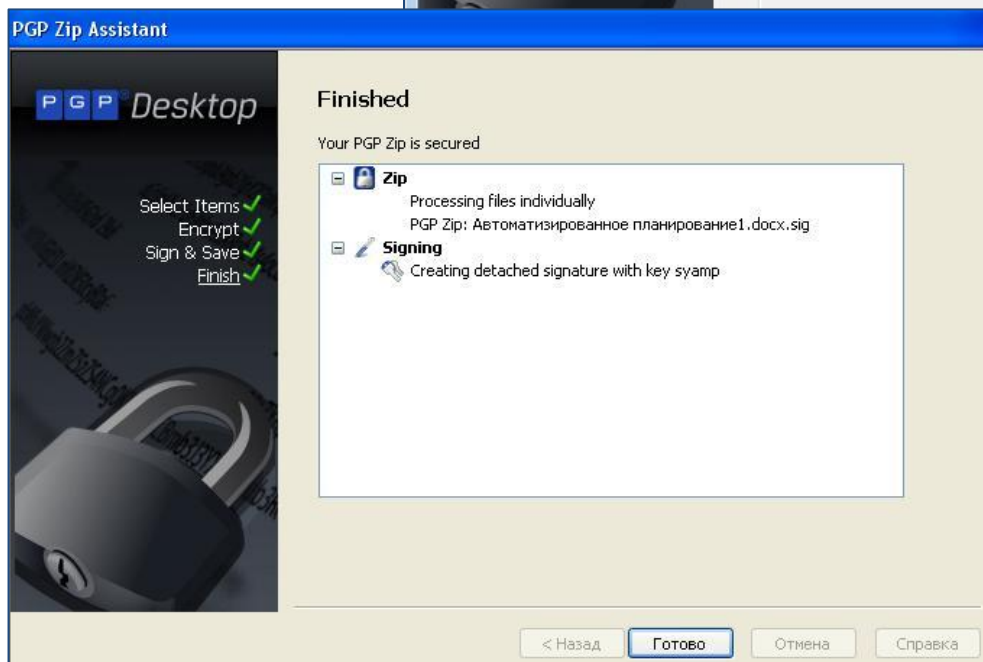 PGP Zip Assistant
PGP® Desktop
Select Items
Encrypt
Sign & Save
Finish
Finished
Your PGP Zip is secured
Zip
Processing files individually
PGP Zip: Автоматизированное планирование1.docx.sig
Signing
Creating detached signature with key syamp
< Назад
Готово
Отмена
Справка